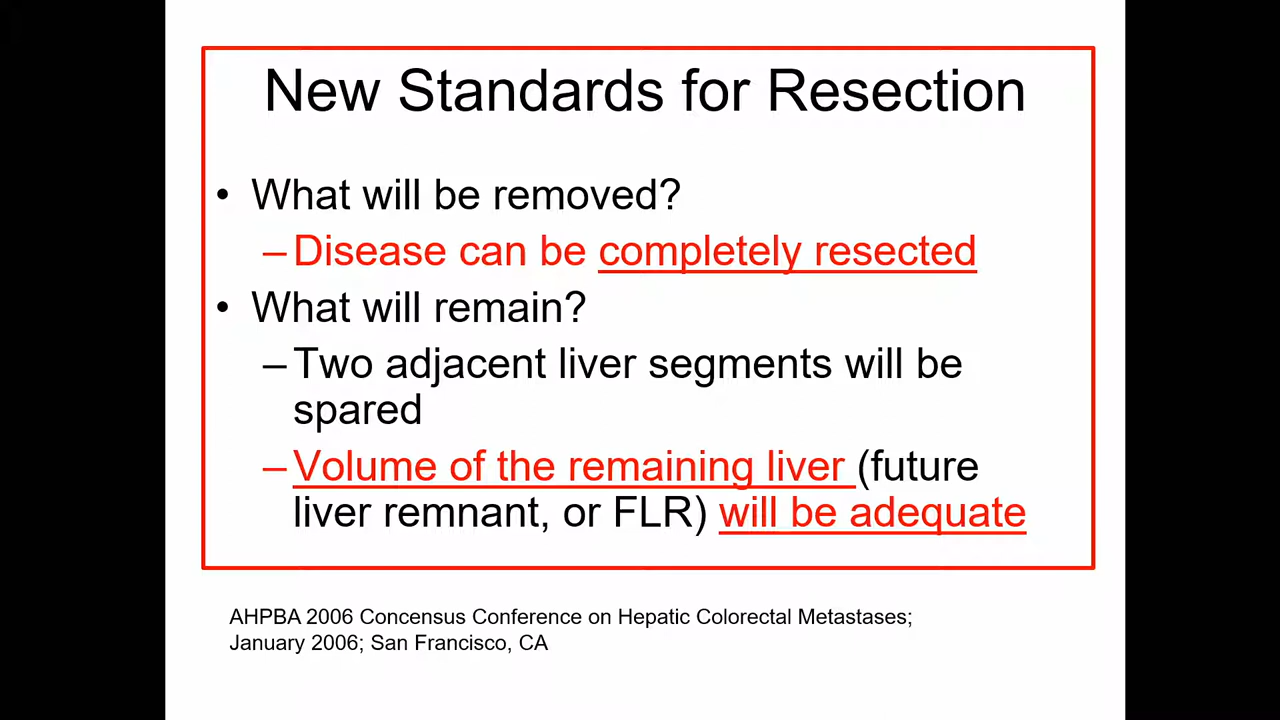 New Standards for Resection
• What will be removed?
–Disease can be completely resected
• What will remain?
–Two adjacent liver segments will be
spared
–Volume of the remaining liver (future
liver remnant, or FLR) will be adequate
AHPBA 2006 Concensus Conference on Hepatic Colorectal Metastases;
January 2006; San Francisco, CA